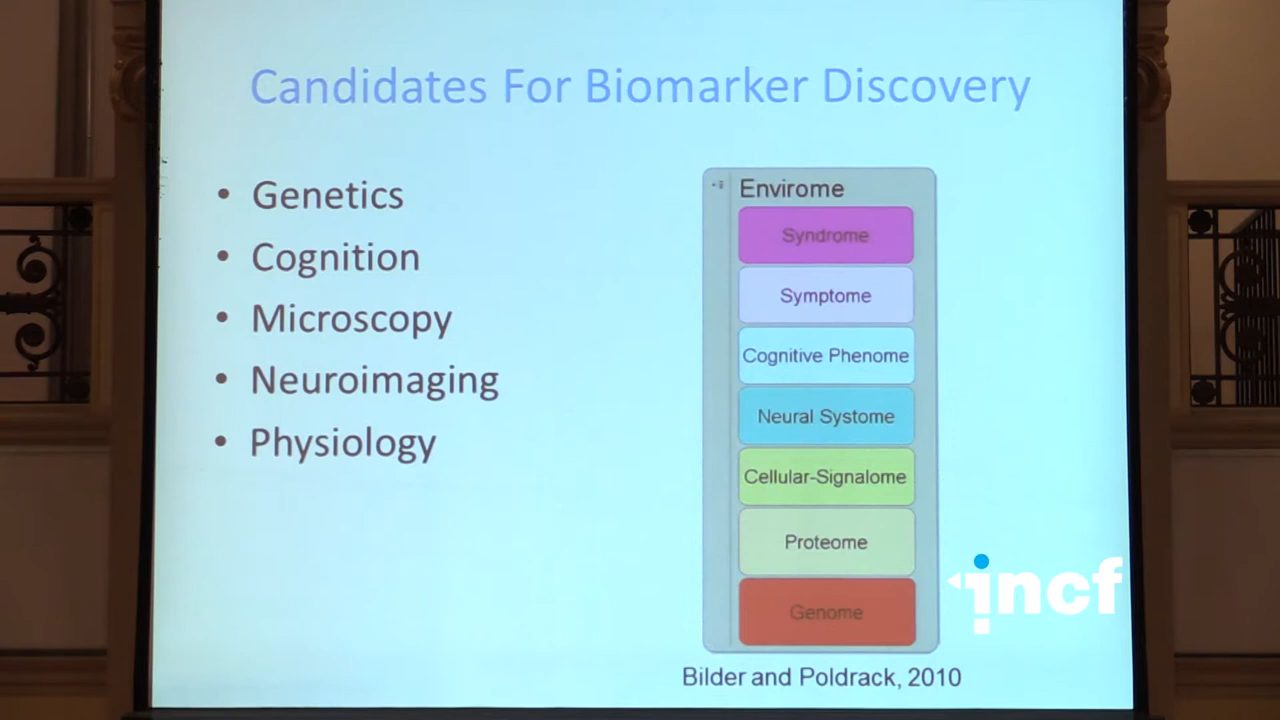 Candidates For Biomarker Discovery
• Genetics
• Cognition
• Microscopy
• Neuroimaging
• Physiology
Envirome
Syndrome
Symptome
Cognitive Phenome
Neural Systome
Cellular-Signalome
Proteome
Genome
Bilder and Poldrack, 2010
incf